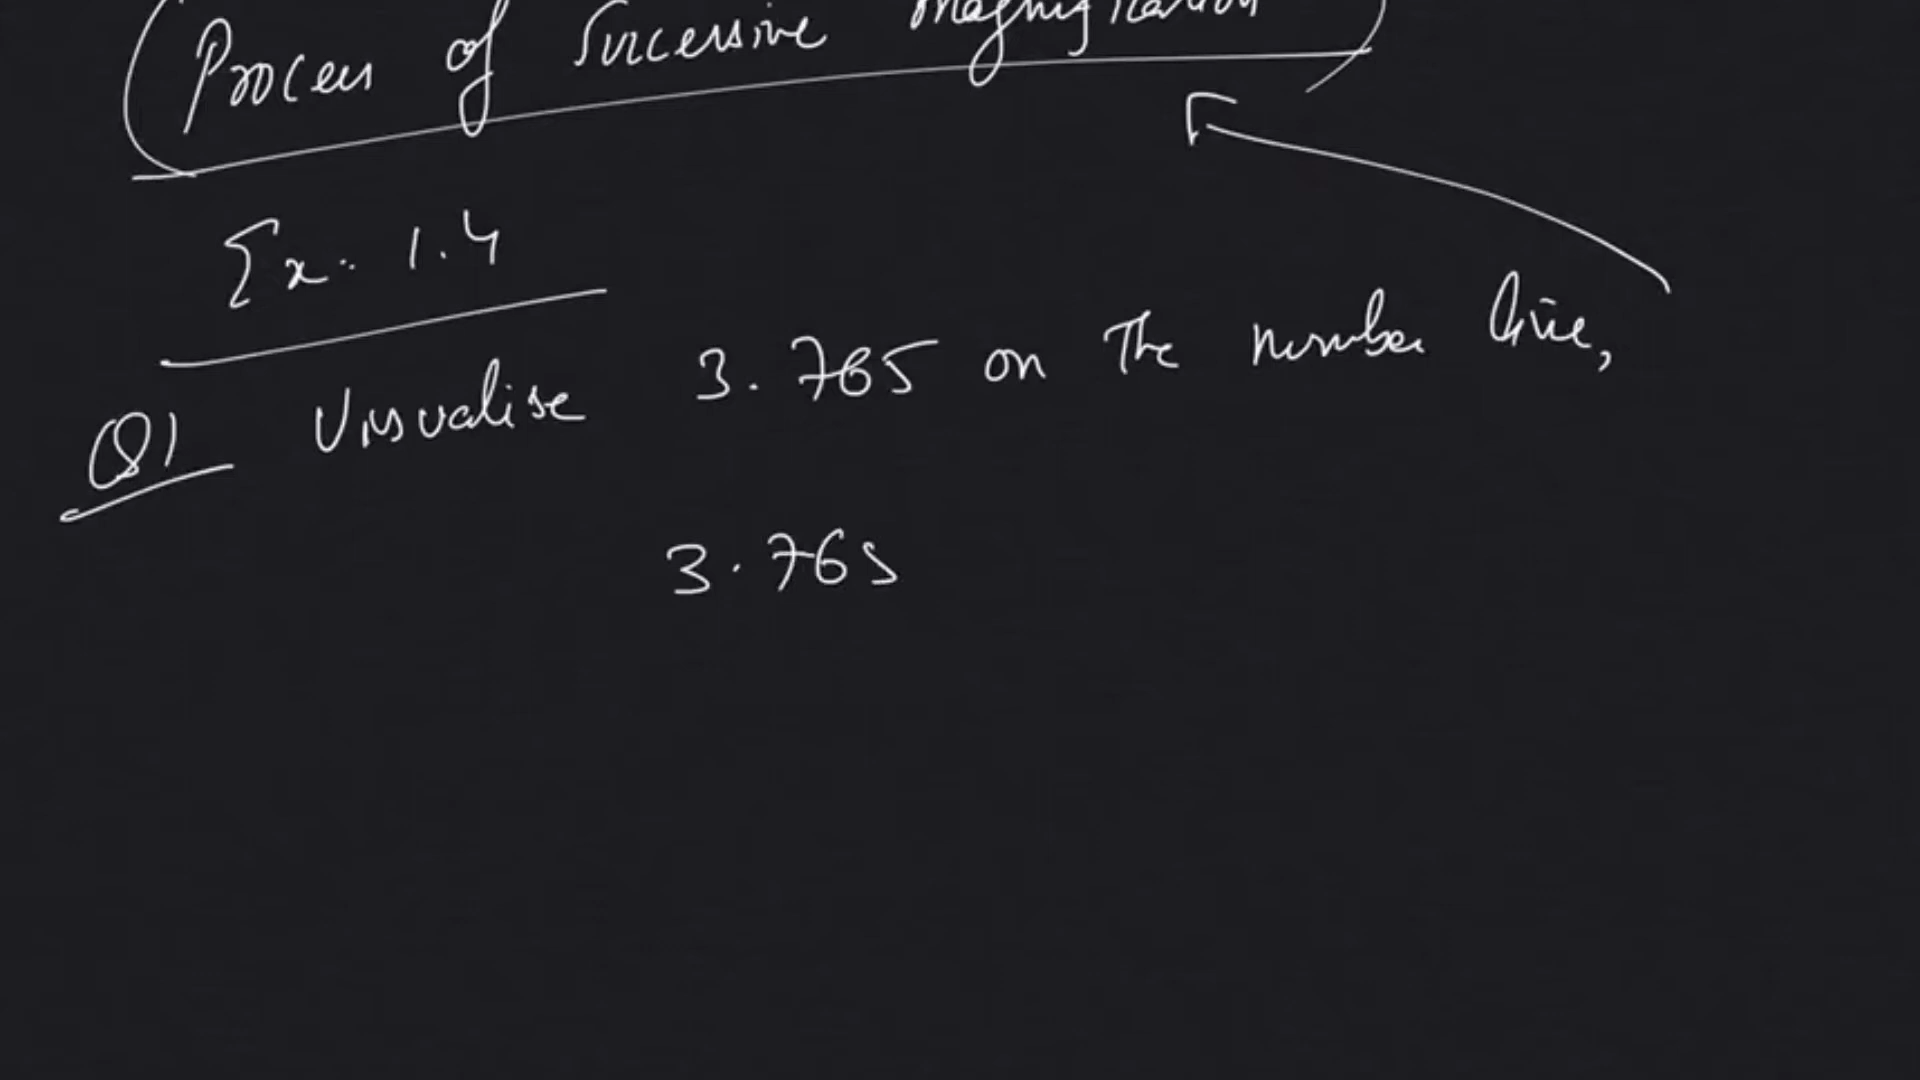 (Process of Successive Magnification)
Ex. 1.4
Q1 Visualise 3.765 on the number line,
3.765